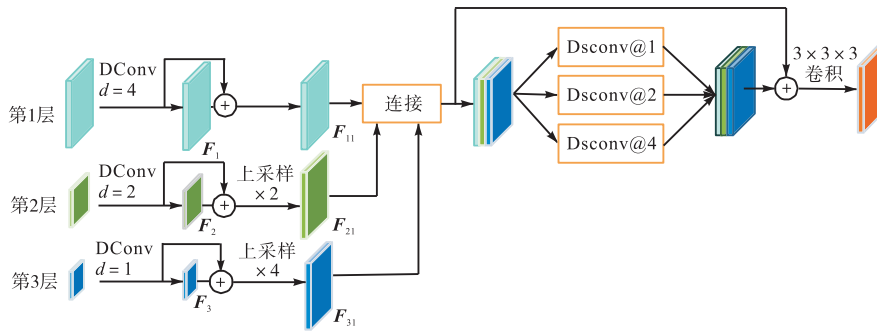 第1层
DConv
d=4
F1
+
F11
第2层
DConv
d=2
F2
+
上采样
×2
F21
第3层
DConv
d=1
F3
+
上采样
×4
F31
连接
Dsconv@1
Dsconv@2
Dsconv@4
+
3×3×3
卷积